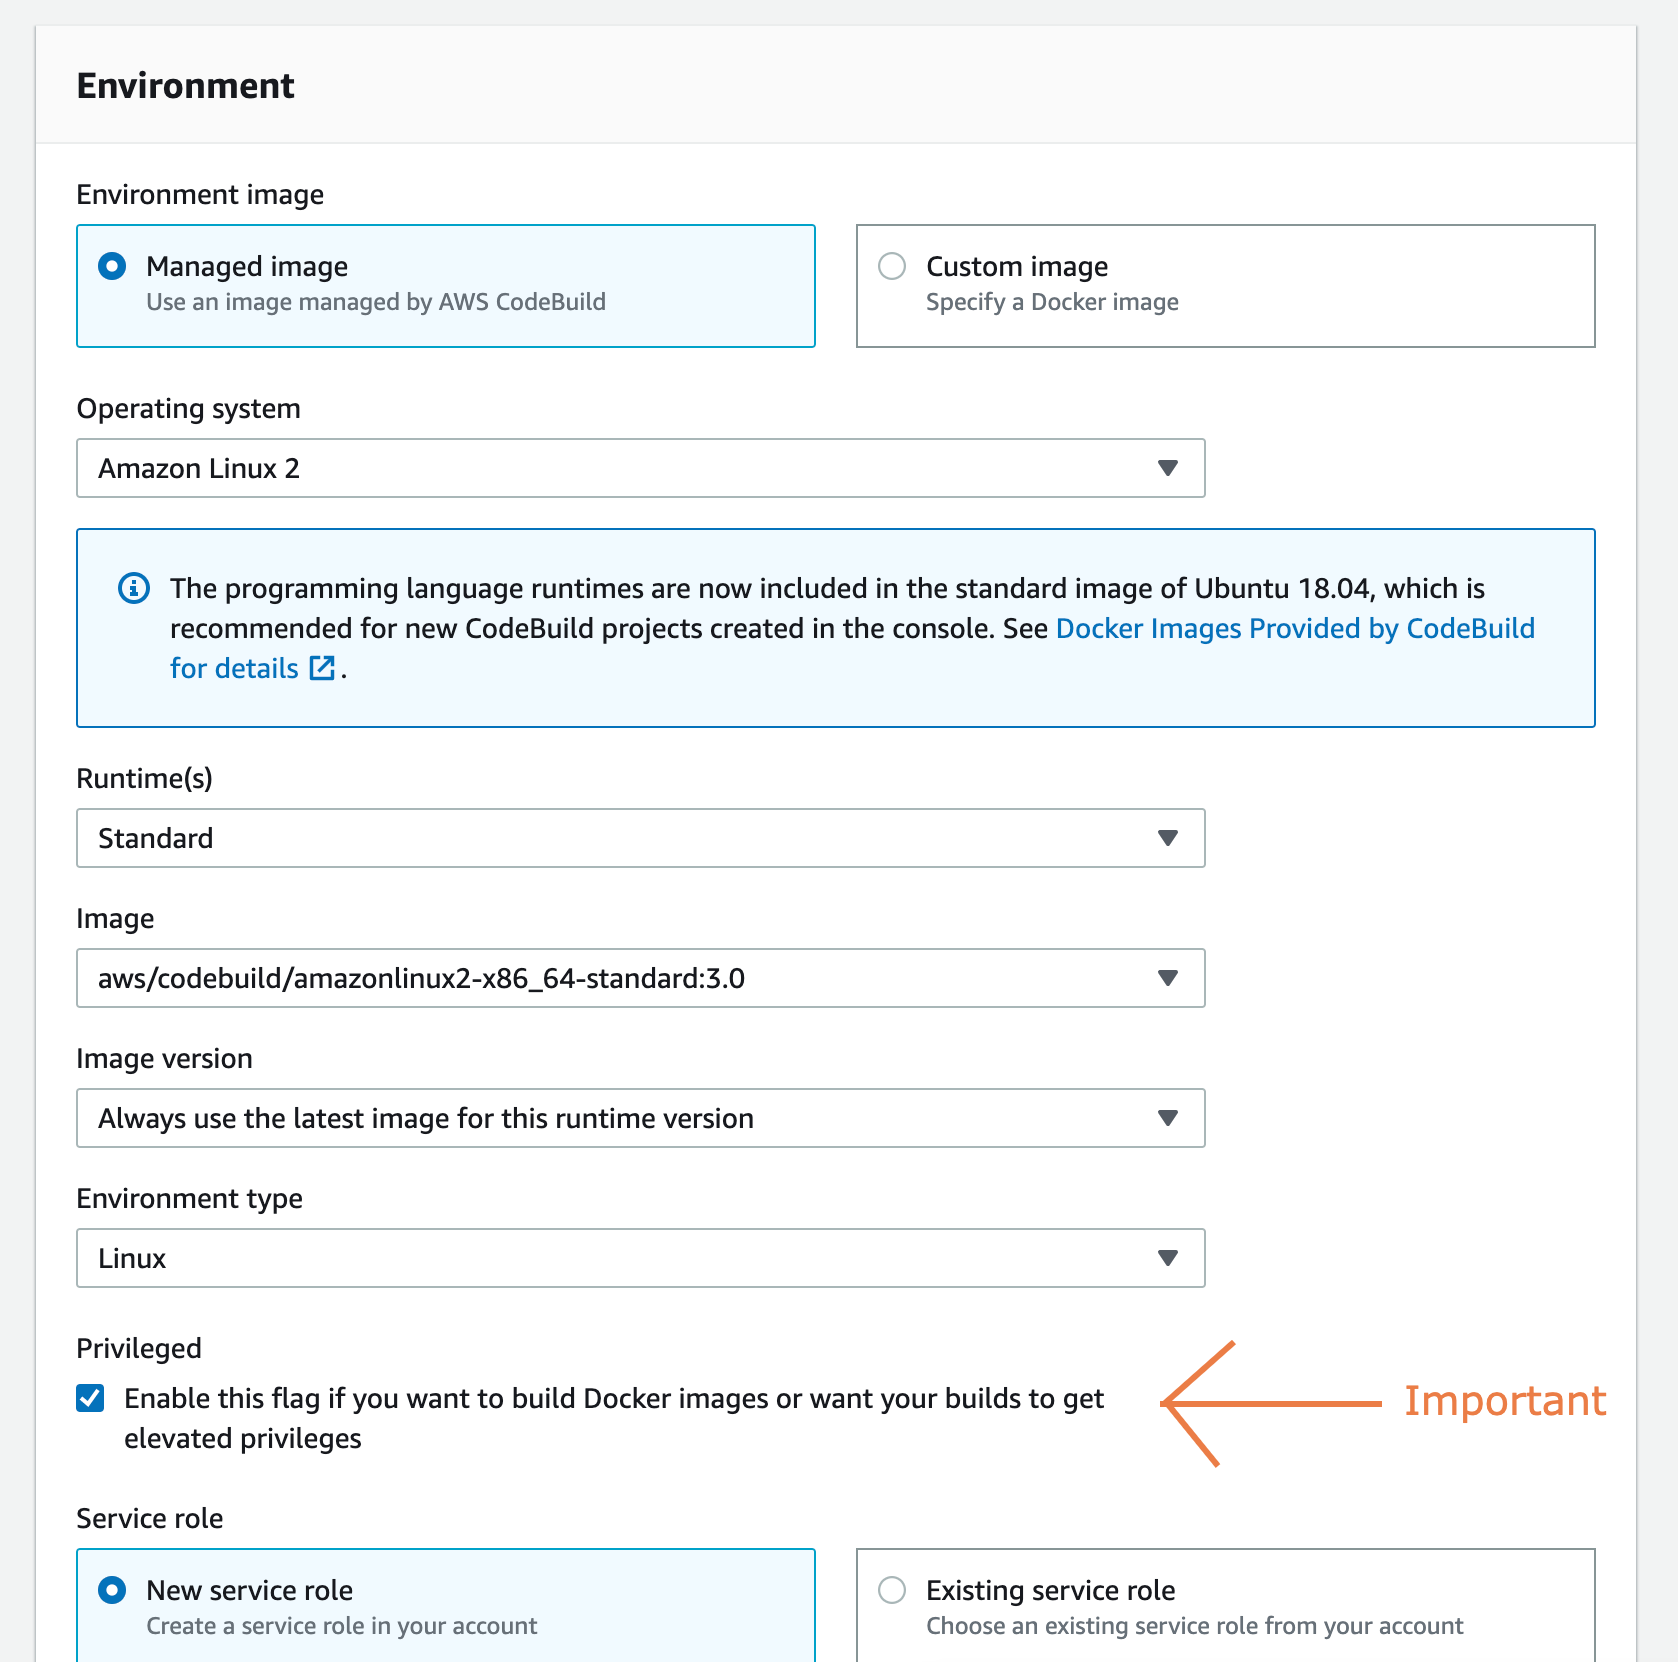 Environment
Environment image
Managed image
Use an image managed by AWS CodeBuild
Custom image
Specify a Docker image
Operating system
Amazon Linux 2
The programming language runtimes are now included in the standard image of Ubuntu 18.04, which is
recommended for new CodeBuild projects created in the console. See Docker Images Provided by CodeBuild
for details .
Runtime(s)
Standard
Image
aws/codebuild/amazonlinux2-x86_64-standard:3.0
Image version
Always use the latest image for this runtime version
Environment type
Linux
Privileged
Enable this flag if you want to build Docker images or want your builds to get
elevated privileges
Important
Service role
New service role
Create a service role in your account
Existing service role
Choose an existing service role from your account